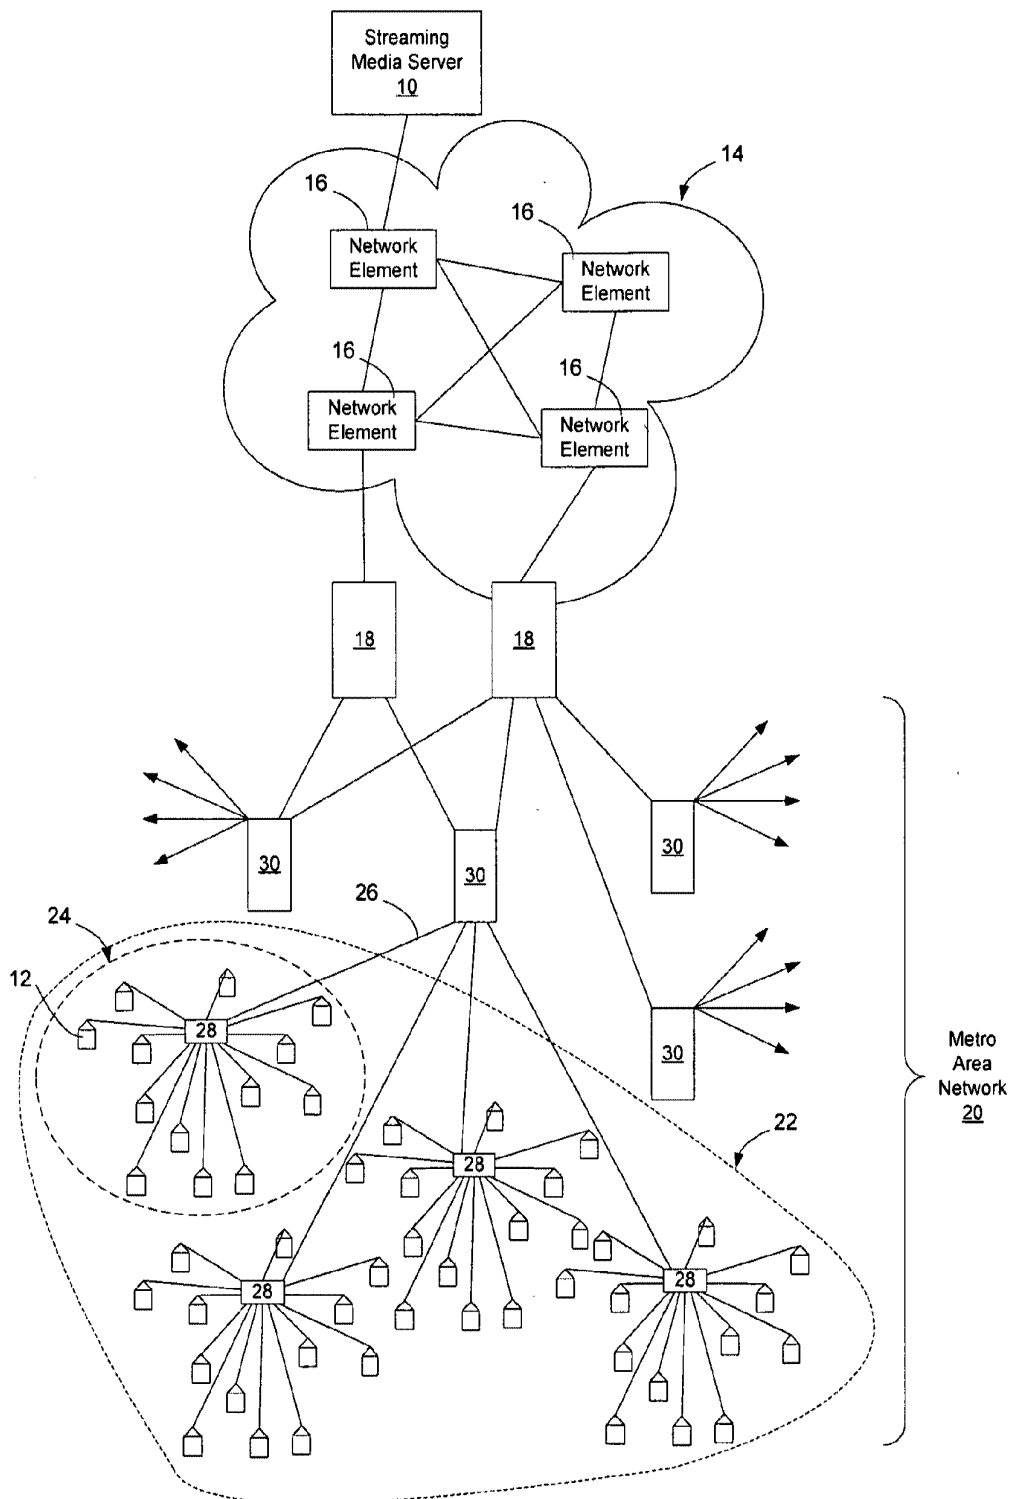 Streaming
Media Server
10
14
16
Network
Element
16
Network
Element
16
Network
Element
16
Network
Element
18
18
30
30
30
30
26
24
12
28
Metro
Area
Network
20
22
28
28
28